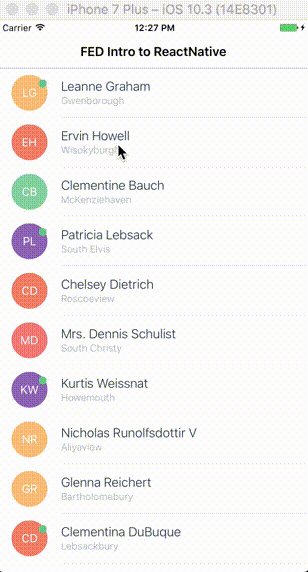 iPhone 7 Plus – iOS 10.3 (14E8301)
Carrier 12:27 PM
FED Intro to ReactNative
LG Leanne Graham
Gwenborough
EH Ervin Howell
Wisokyburgh
CB Clementine Bauch
McKenziehaven
PL Patricia Lebsack
South Elvis
CD Chelsey Dietrich
Roscoeview
MD Mrs. Dennis Schulist
South Christy
KW Kurtis Weissnat
Howemouth
NR Nicholas Runolfsdottir V
Aliyaview
GR Glenna Reichert
Bartholomebury
CD Clementina DuBuque
Lebsackbury